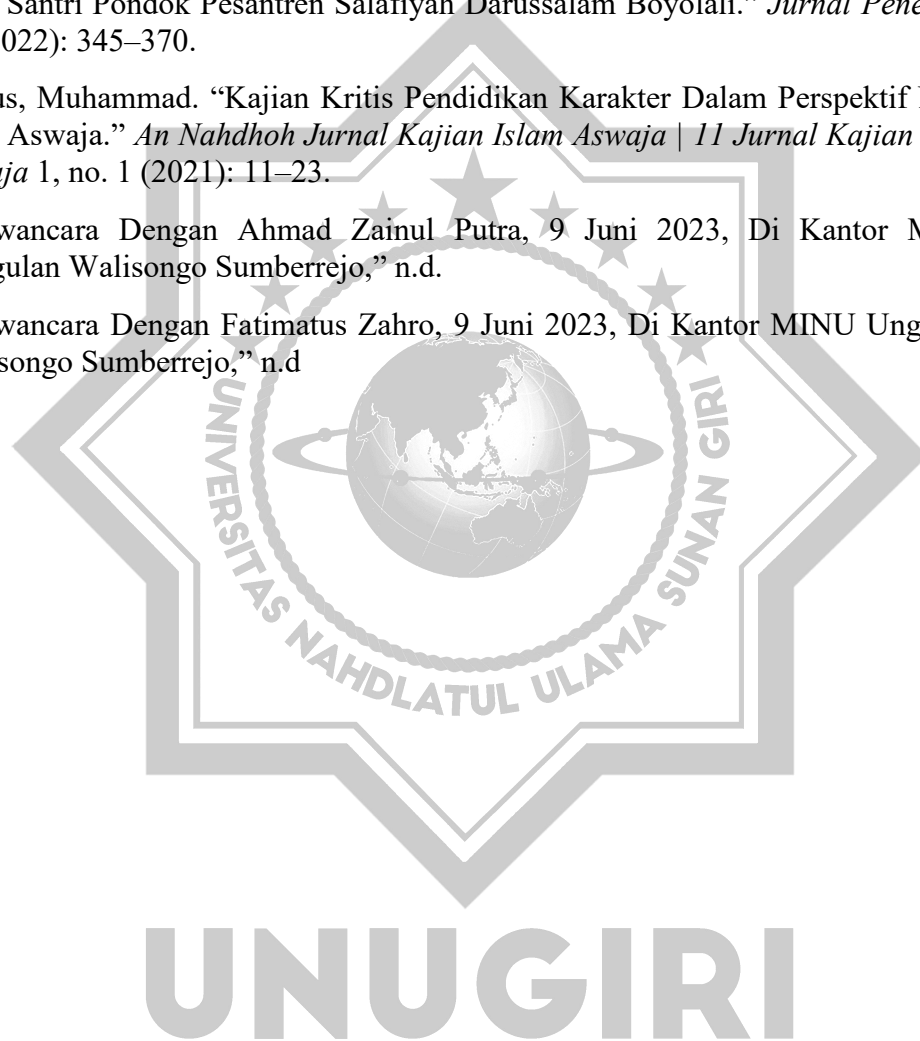 Santri Pondok Pesantren Salafiyah Darussalam Boyolali.” Jurnal Pene
022): 345–370.
us, Muhammad. “Kajian Kritis Pendidikan Karakter Dalam Perspektif
Aswaja.” An Nahdhoh Jurnal Kajian Islam Aswaja | 11 Jurnal Kajian
aja 1, no. 1 (2021): 11–23.
wancara Dengan Ahmad Zainul Putra, 9 Juni 2023, Di Kantor M
gulan Walisongo Sumberrejo,” n.d.
wancara Dengan Fatimatus Zahro, 9 Juni 2023, Di Kantor MINU Ung
songo Sumberrejo,” n.d
UNIVERSITAS NAHDLATUL ULAMA SUNAN GIRI
UNUGIRI